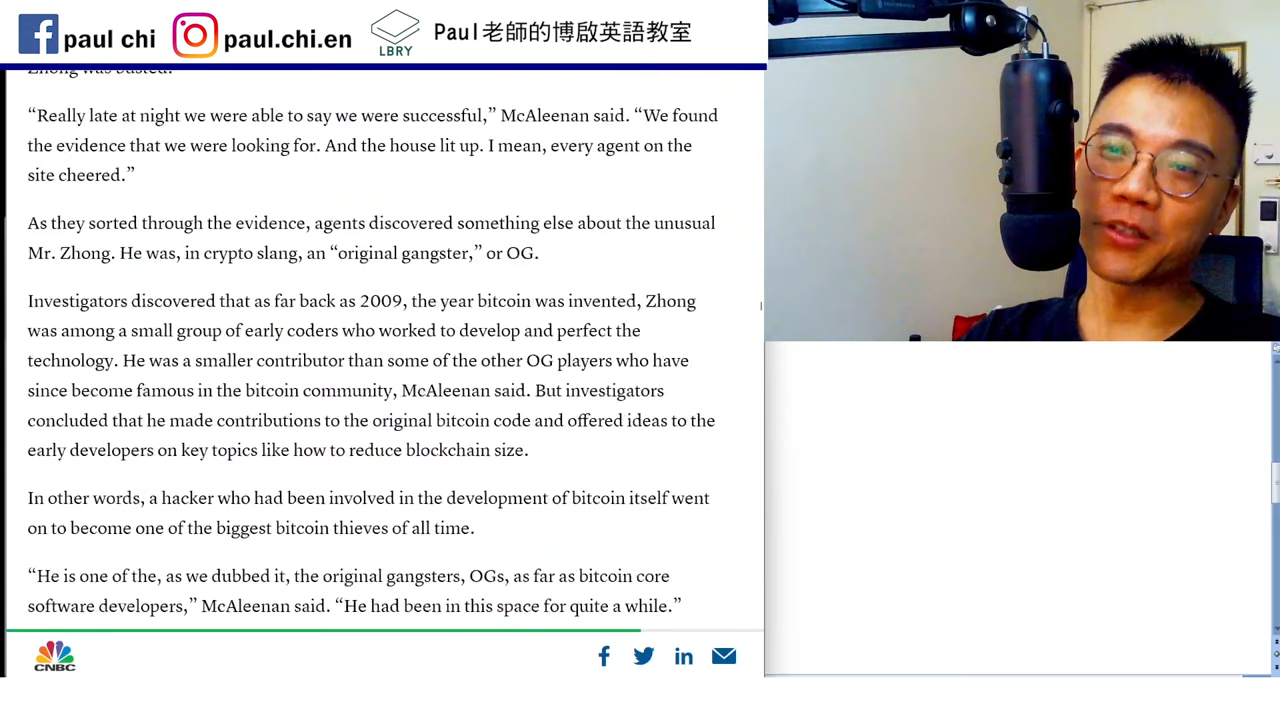 paul chi
paul.chi.en
LBRY
Paul老師的博啟英語教室
Zhong was busted.
“Really late at night we were able to say we were successful,” McAleenan said. “We found
the evidence that we were looking for. And the house lit up. I mean, every agent on the
site cheered.”
As they sorted through the evidence, agents discovered something else about the unusual
Mr. Zhong. He was, in crypto slang, an “original gangster,” or OG.
Investigators discovered that as far back as 2009, the year bitcoin was invented, Zhong
was among a small group of early coders who worked to develop and perfect the
technology. He was a smaller contributor than some of the other OG players who have
since become famous in the bitcoin community, McAleenan said. But investigators
concluded that he made contributions to the original bitcoin code and offered ideas to the
early developers on key topics like how to reduce blockchain size.
In other words, a hacker who had been involved in the development of bitcoin itself went
on to become one of the biggest bitcoin thieves of all time.
“He is one of the, as we dubbed it, the original gangsters, OGs, as far as bitcoin core
software developers,” McAleenan said. “He had been in this space for quite a while.”
CNBC